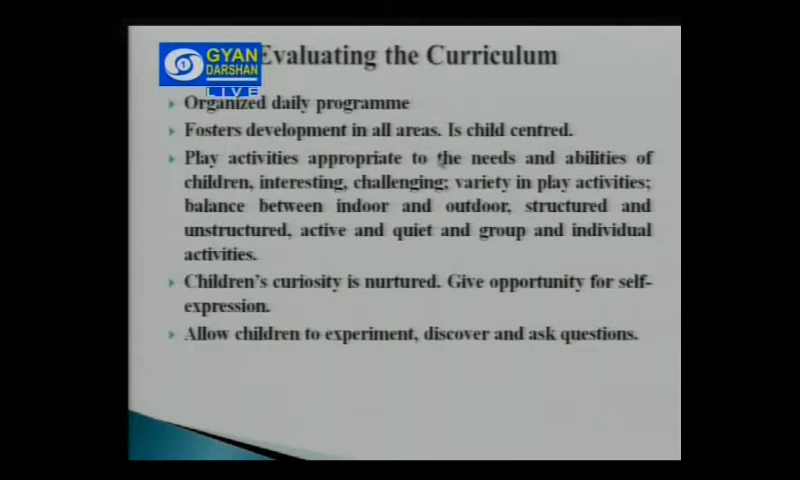 Evaluating the Curriculum
GYAN
DARSHAN
1
LIVE
Organized daily programme
Fosters development in all areas. Is child centred.
Play activities appropriate to the needs and abilities of
children, interesting, challenging; variety in play activities;
balance between indoor and outdoor, structured and
unstructured, active and quiet and group and individual
activities.
Children's curiosity is nurtured. Give opportunity for self-
expression.
Allow children to experiment, discover and ask questions.